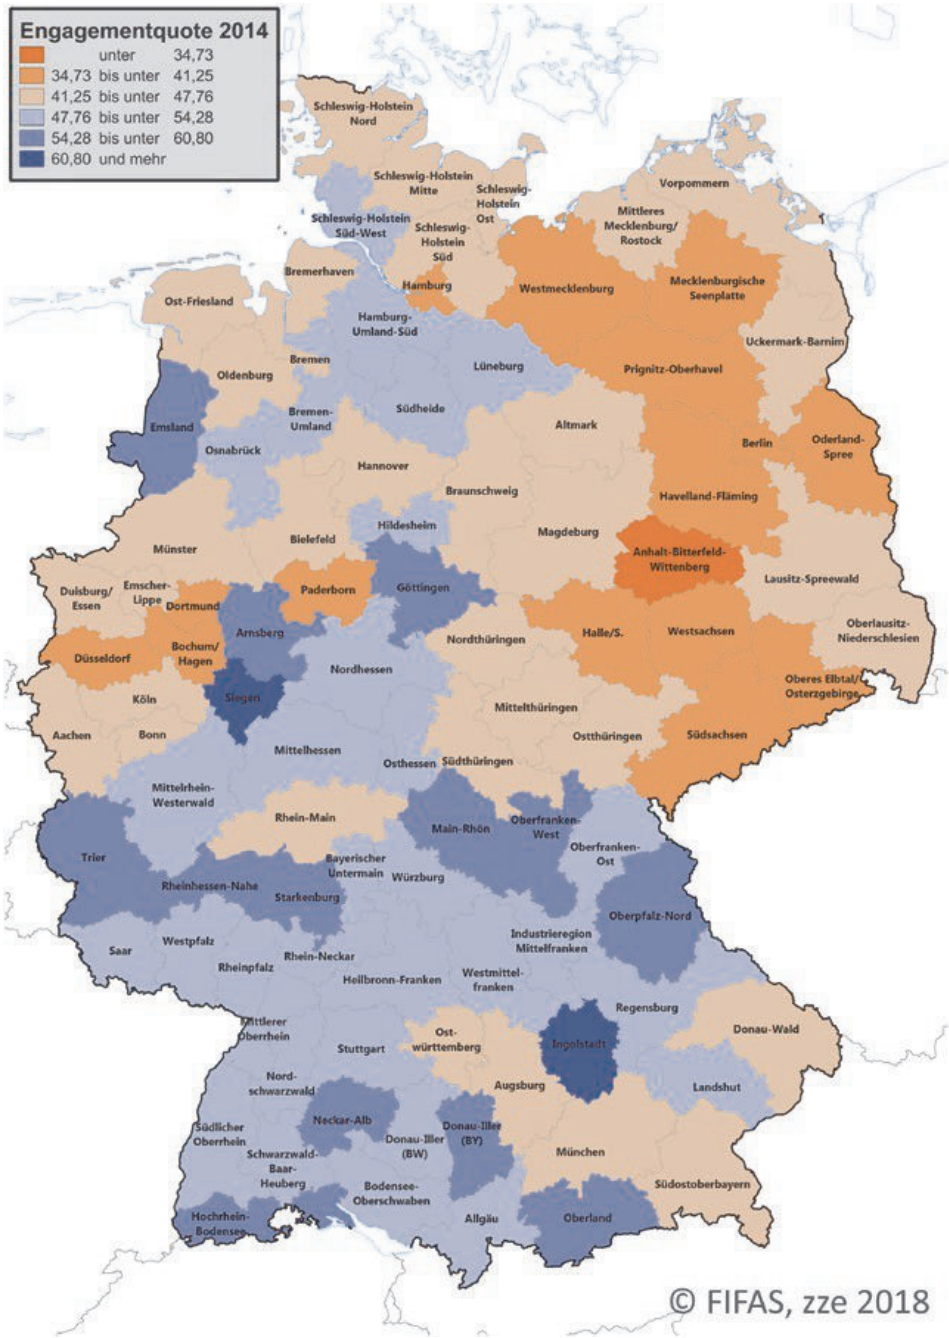 Engagementquote 2014
unter 34,73
34,73 bis unter 41,25
41,25 bis unter 47,76
47,76 bis unter 54,28
54,28 bis unter 60,80
60,80 und mehr
Schleswig-Holstein
Nord
Schleswig-Holstein
Mitte
Schleswig-
Holstein
Ost
Schleswig-Holstein
Süd-West
Schleswig-
Holstein
Süd
Vorpommern
Mittleres
Mecklenburg/
Rostock
Bremerhaven
Hamburg
Westmecklenburg
Mecklenburgische
Seenplatte
Ost-Friesland
Hamburg-
Umland-Süd
Uckermark-Barnim
Bremen
Oldenburg
Lüneburg
Prignitz-Oberhavel
Emsland
Bremen-
Umland
Südheide
Altmark
Berlin
Oderland-
Spree
Osnabrück
Hannover
Braunschweig
Havelland-Fläming
Hildesheim
Magdeburg
Münster
Bielefeld
Anhalt-Bitterfeld-
Wittenberg
Lausitz-Spreewald
Duisburg/
Essen
Emscher-
Lippe
Dortmund
Paderborn
Göttingen
Arnsberg
Nordthüringen
Halle/S.
Westsachsen
Oberlausitz-
Niederschlesien
Düsseldorf
Bochum/
Hagen
Nordhessen
Siegen
Köln
Mittelthüringen
Oberes Elbtal/
Osterzgebirge
Aachen
Bonn
Mittelhessen
Ostthüringen
Südsachsen
Osthessen
Südthüringen
Mittelrhein-
Westerwald
Rhein-Main
Main-Rhön
Oberfranken-
West
Oberfranken-
Ost
Trier
Bayerischer
Untermain
Würzburg
Rheinhessen-Nahe
Starkenburg
Oberpfalz-Nord
Saar
Westpfalz
Rheinpfalz
Rhein-Neckar
Industrieregion
Mittelfranken
Heilbronn-Franken
Westmittel-
franken
Regensburg
Mittlerer
Oberrhein
Stuttgart
Ost-
württemberg
Ingolstadt
Donau-Wald
Nord-
schwarzwald
Augsburg
Landshut
Neckar-Alb
Südlicher
Oberrhein
Donau-Iller
(BW)
Donau-Iller
(BY)
Schwarzwald-
Baar-
Heuberg
München
Bodensee-
Oberschwaben
Südostoberbayern
Hochrhein-
Bodensee
Allgäu
Oberland
© FIFAS, zze 2018